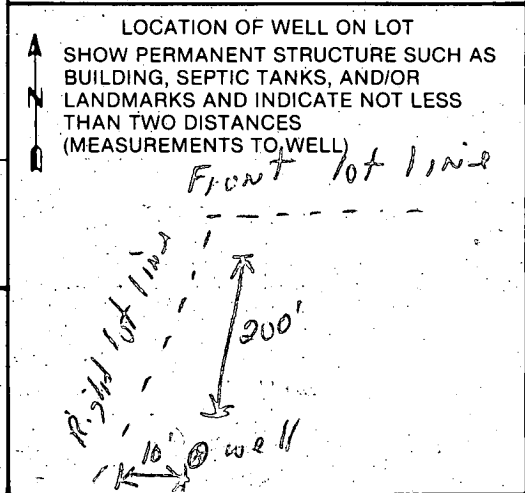 LOCATION OF WELL ON LOT
SHOW PERMANENT STRUCTURE SUCH AS
BUILDING, SEPTIC TANKS, AND/OR
N LANDMARKS AND INDICATE NOT LESS
THAN TWO DISTANCES
(MEASUREMENTS TO WELL)
Front lot line
Right lot line
200'
10' well